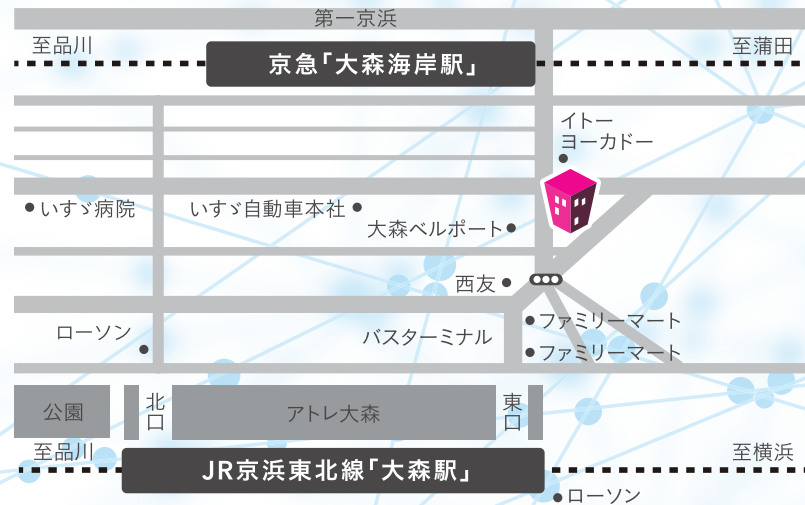 第一京浜
至品川
京急「大森海岸駅」
至蒲田
イトー
ヨーカドー
いすゞ病院
いすゞ自動車本社
大森ベルポート
西友
ローソン
バスターミナル
ファミリーマート
ファミリーマート
公園
北口
アトレ大森
東口
至品川
JR京浜東北線「大森駅」
至横浜
ローソン